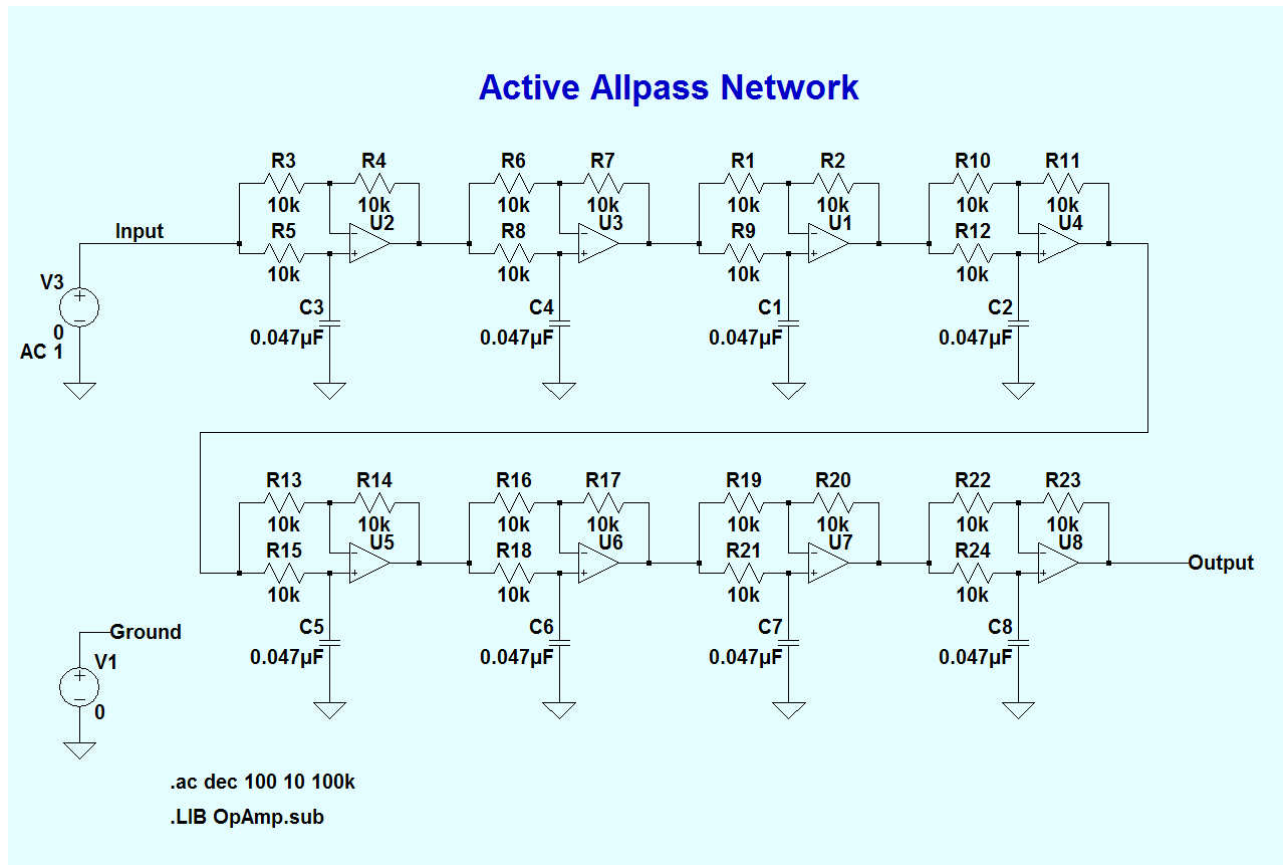 Active Allpass Network
R3 R4 R6 R7 R1 R2 R10 R11
10k 10k 10k 10k 10k 10k 10k 10k
Input R5 U2 R8 U3 R9 U1 R12 U4
10k 10k 10k 10k
V3 C3 C4 C1 C2
0 0.047µF 0.047µF 0.047µF 0.047µF
AC 1
R13 R14 R16 R17 R19 R20 R22 R23
10k 10k 10k 10k 10k 10k 10k 10k
R15 U5 R18 U6 R21 U7 R24 U8 Output
10k 10k 10k 10k
Ground C5 C6 C7 C8
V1 0.047µF 0.047µF 0.047µF 0.047µF
0
.ac dec 100 10 100k
.LIB OpAmp.sub